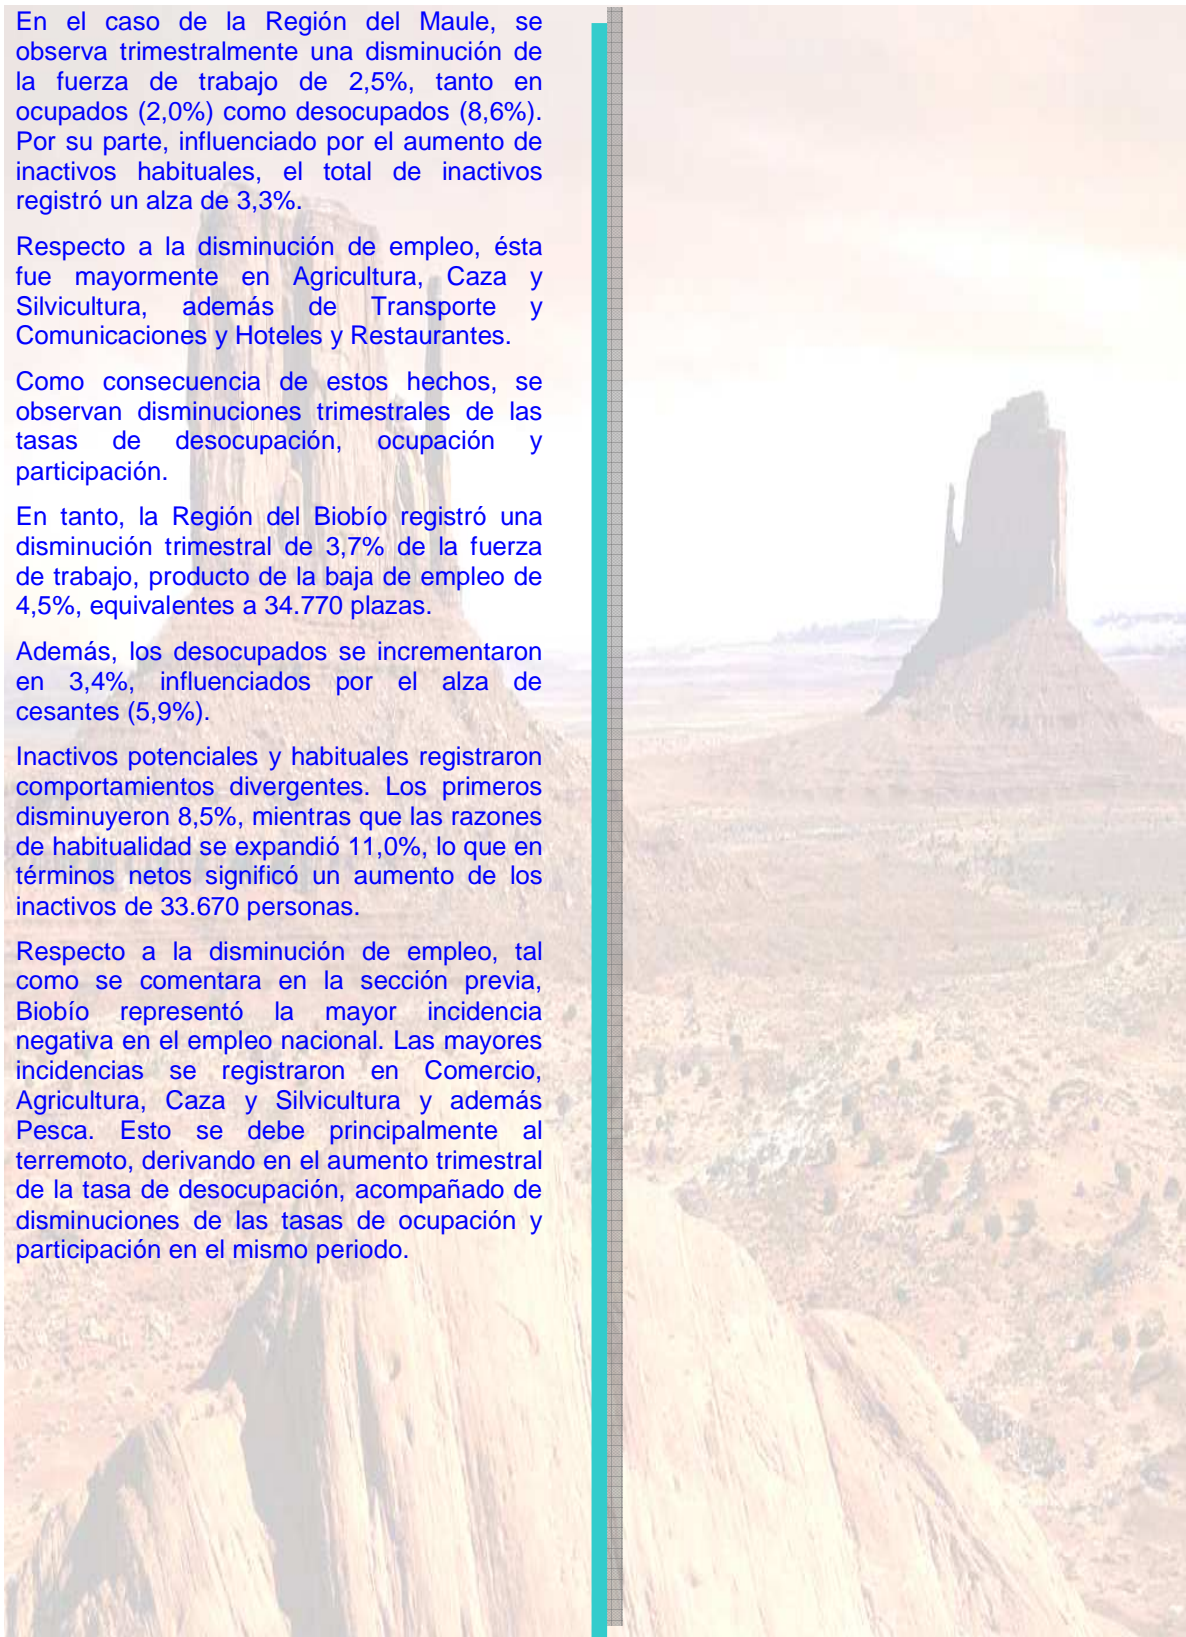 En el caso de la Región del Maule, se
observa trimestralmente una disminución de
la fuerza de trabajo de 2,5%, tanto en
ocupados (2,0%) como desocupados (8,6%).
Por su parte, influenciado por el aumento de
inactivos habituales, el total de inactivos
registró un alza de 3,3%.
Respecto a la disminución de empleo, ésta
fue mayormente en Agricultura, Caza y
Silvicultura, además de Transporte y
Comunicaciones y Hoteles y Restaurantes.
Como consecuencia de estos hechos, se
observan disminuciones trimestrales de las
tasas de desocupación, ocupación y
participación.
En tanto, la Región del Biobío registró una
disminución trimestral de 3,7% de la fuerza
de trabajo, producto de la baja de empleo de
4,5%, equivalentes a 34.770 plazas.
Además, los desocupados se incrementaron
en 3,4%, influenciados por el alza de
cesantes (5,9%).
Inactivos potenciales y habituales registraron
comportamientos divergentes. Los primeros
disminuyeron 8,5%, mientras que las razones
de habitualidad se expandió 11,0%, lo que en
términos netos significó un aumento de los
inactivos de 33.670 personas.
Respecto a la disminución de empleo, tal
como se comentara en la sección previa,
Biobío representó la mayor incidencia
negativa en el empleo nacional. Las mayores
incidencias se registraron en Comercio,
Agricultura, Caza y Silvicultura y además
Pesca. Esto se debe principalmente al
terremoto, derivando en el aumento trimestral
de la tasa de desocupación, acompañado de
disminuciones de las tasas de ocupación y
participación en el mismo periodo.